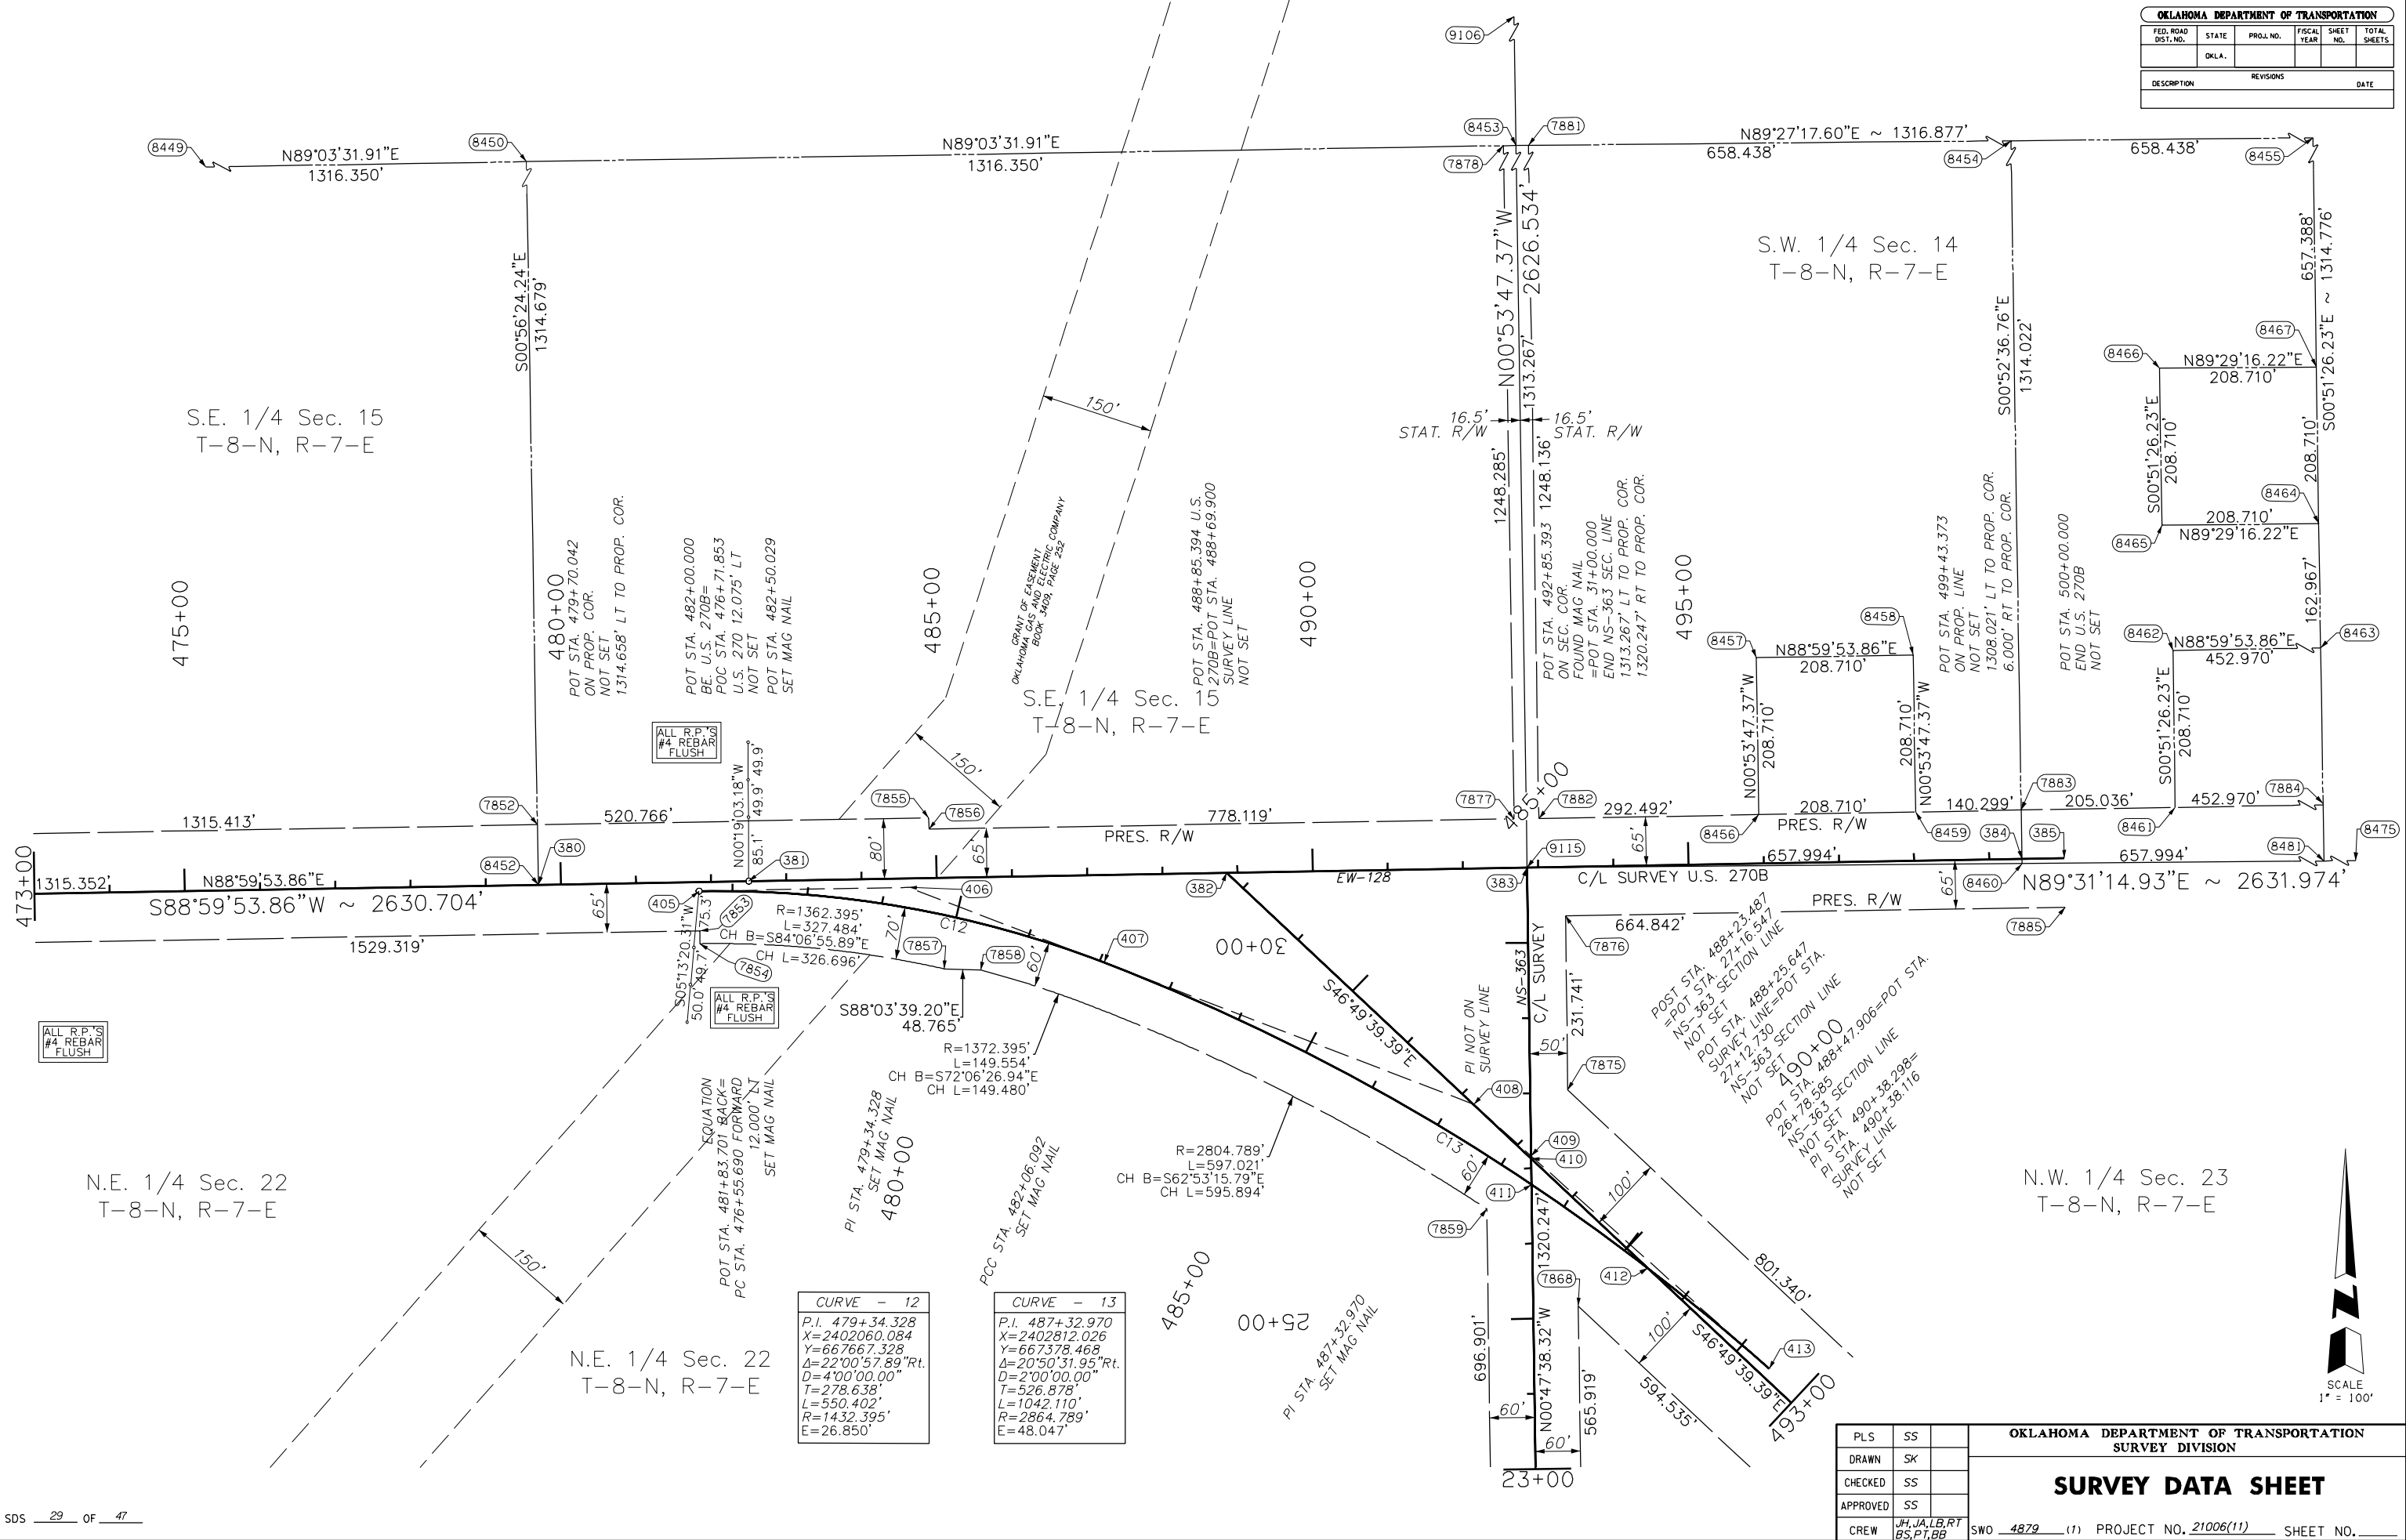 OKLAHOMA DEPARTMENT OF TRANSPORTATION
FED. ROAD DIST. NO.
STATE
PROJ. NO.
FISCAL YEAR
SHEET NO.
TOTAL SHEETS
OKLA.
REVISIONS
DESCRIPTION
DATE
9106
8449
N89°03'31.91"E
1316.350'
8450
N89°03'31.91"E
1316.350'
8453
7881
7878
N89°27'17.60"E ~ 1316.877'
658.438'
8454
658.438'
8455
S00°56'24.24"E
1314.679'
N00°53'47.37"W
2626.534'
1313.267'
S.W. 1/4 Sec. 14
T-8-N, R-7-E
S00°52'36.76"E
1314.022'
657.388'
S00°51'26.23"E ~ 1314.776'
8467
8466
N89°29'16.22"E
208.710'
S00°51'26.23"E
208.710'
208.710'
8464
208.710'
N89°29'16.22"E
8465
S.E. 1/4 Sec. 15
T-8-N, R-7-E
150'
16.5'
STAT. R/W
16.5'
STAT. R/W
1248.285'
1248.136'
475+00
480+00
POT STA. 479+70.042
ON PROP. COR.
NOT SET
1314.658' LT TO PROP. COR.
POT STA. 482+00.000
BE. U.S. 270B=
POC STA. 476+71.853
U.S. 270 12.075' LT
NOT SET
POT STA. 482+50.029
SET MAG NAIL
485+00
GRANT OF EASEMENT
OKLAHOMA GAS AND ELECTRIC COMPANY
BOOK 3409, PAGE 252
POT STA. 488+85.394 U.S.
270B=POT STA. 488+69.900
SURVEY LINE
NOT SET
490+00
POT STA. 492+85.393
ON SEC. COR.
FOUND MAG NAIL
=POT STA. 31+00.000
END NS-363 SEC. LINE
1313.267' LT TO PROP. COR.
1320.247' RT TO PROP. COR.
495+00
POT STA. 499+43.373
ON PROP. LINE
NOT SET
1308.021' LT TO PROP. COR.
6.000' RT TO PROP. COR.
POT STA. 500+00.000
END U.S. 270B
NOT SET
162.967'
8457
8458
N88°59'53.86"E
208.710'
N00°53'47.37"W
208.710'
208.710'
N00°53'47.37"W
8462
N88°59'53.86"E
8463
452.970'
S00°51'26.23"E
208.710'
S.E. 1/4 Sec. 15
T-8-N, R-7-E
ALL R.P.'S
#4 REBAR
FLUSH
N00°19'03.18"W
85.1'
49.9'
49.9'
150'
7852
7855
7856
7877
485+00
7882
7883
7884
1315.413'
520.766'
778.119'
292.492'
208.710'
140.299'
205.036'
452.970'
PRES. R/W
PRES. R/W
8456
8459
384
385
8461
8475
8452
380
381
80'
65'
65'
9115
8481
473+00
1315.352'
N88°59'53.86"E
S88°59'53.86"W ~ 2630.704'
406
382
EW-128
383
C/L SURVEY U.S. 270B
657.994'
8460
657.994'
N89°31'14.93"E ~ 2631.974'
65'
405
S05°13'20.31"W
75.3'
49.7'
50.0'
7853
7854
R=1362.395'
L=327.484'
CH B=S84°06'55.89"E
CH L=326.696'
C12
70'
7857
7858
60'
407
1529.319'
30+00
NS-363
C/L SURVEY
664.842'
PRES. R/W
65'
7885
7876
231.741'
S46°49'39.39"E
PI NOT ON
SURVEY LINE
50'
7875
POST STA. 488+23.487
=POT STA. 27+16.547
NS-363 SECTION LINE
NOT SET
POT STA. 488+25.647
SURVEY LINE=POT STA.
27+12.730
NS-363 SECTION LINE
NOT SET
490+00
POT STA. 488+47.906=POT STA.
26+78.585
NS-363 SECTION LINE
NOT SET
PI STA. 490+38.298=
PI STA. 490+38.116
SURVEY LINE
NOT SET
ALL R.P.'S
#4 REBAR
FLUSH
ALL R.P.'S
#4 REBAR
FLUSH
S88°03'39.20"E
48.765'
R=1372.395'
L=149.554'
CH B=S72°06'26.94"E
CH L=149.480'
EQUATION
POT STA. 481+83.701 BACK=
PC STA. 476+55.690 FORWARD
12.000' LT
SET MAG NAIL
PI STA. 479+34.328
SET MAG NAIL
480+00
PCC STA. 482+06.092
SET MAG NAIL
408
409
410
411
C13
60'
R=2804.789'
L=597.021'
CH B=S62°53'15.79"E
CH L=595.894'
7859
100'
N.E. 1/4 Sec. 22
T-8-N, R-7-E
N.W. 1/4 Sec. 23
T-8-N, R-7-E
150'
1320.247'
7868
412
801.340'
485+00
25+00
PI STA. 487+32.970
SET MAG NAIL
CURVE - 12
P.I. 479+34.328
X=2402060.084
Y=667667.328
Δ=22°00'57.89"Rt.
D=4°00'00.00"
T=278.638'
L=550.402'
R=1432.395'
E=26.850'
CURVE - 13
P.I. 487+32.970
X=2402812.026
Y=667378.468
Δ=20°50'31.95"Rt.
D=2°00'00.00"
T=526.878'
L=1042.110'
R=2864.789'
E=48.047'
N.E. 1/4 Sec. 22
T-8-N, R-7-E
696.901'
N00°47'38.32"W
565.919'
100'
S46°49'39.39"E
413
594.535'
493+00
60'
60'
23+00
SCALE
1" = 100'
PLS SS
DRAWN SK
CHECKED SS
APPROVED SS
CREW JH,JA,LB,RT
BS,PT,BB
OKLAHOMA DEPARTMENT OF TRANSPORTATION
SURVEY DIVISION
SURVEY DATA SHEET
SWO 4879 (1) PROJECT NO. 21006(11) SHEET NO.
SDS 29 OF 47